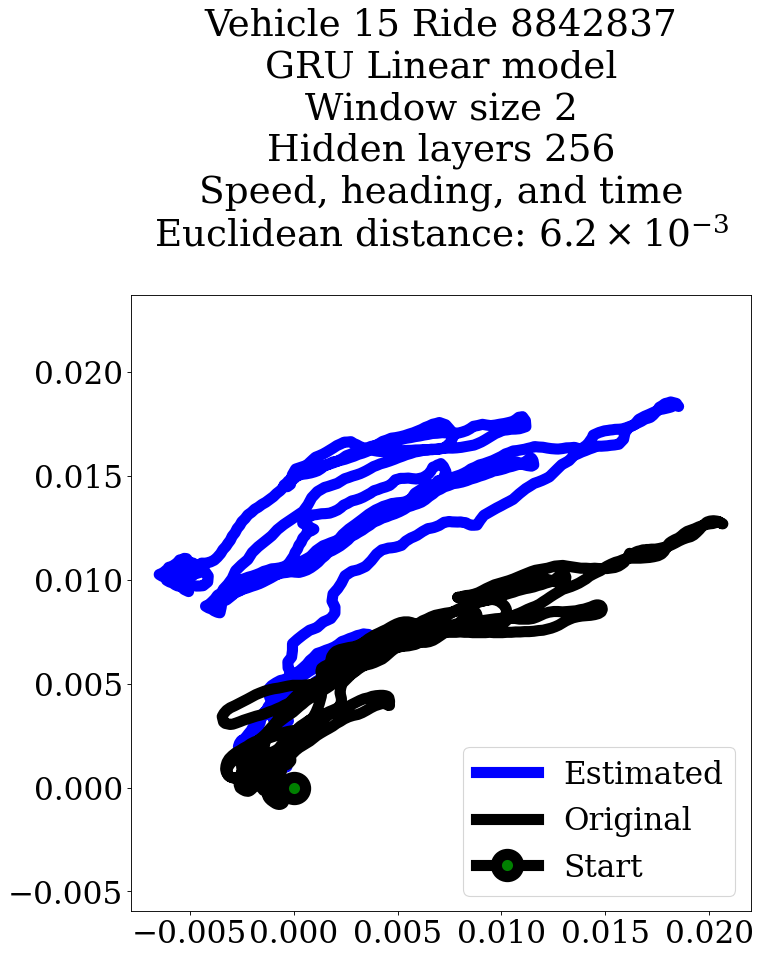 Vehicle 15 Ride 8842837
GRU Linear model
Window size 2
Hidden layers 256
Speed, heading, and time
Euclidean distance: 6.2 × 10⁻³
0.020
0.015
0.010
0.005
0.000
−0.005
Estimated
Original
Start
−0.005 0.000 0.005 0.010 0.015 0.020